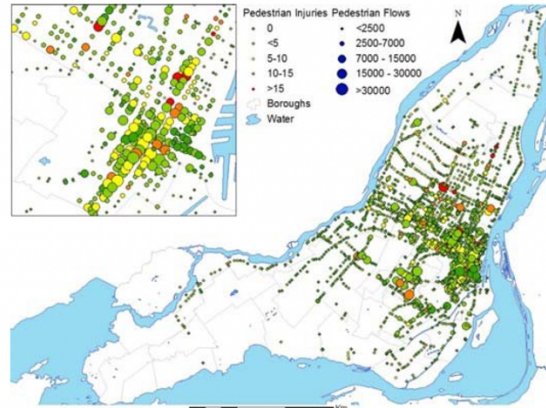 Pedestrian Injuries Pedestrian Flows
0 <2500
<5 2500-7000
5-10 7000 - 15000
10-15 15000 - 30000
>15 >30000
Boroughs
Water
N